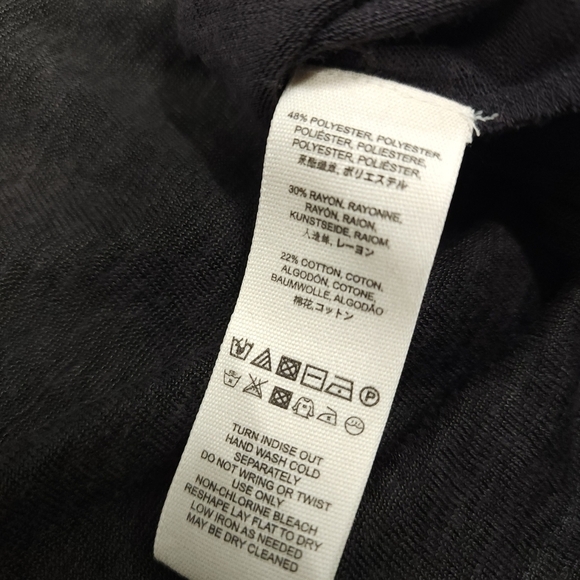 48% POLYESTER, POLYESTER,
POLIÉSTER, POLIESTERE,
POLYESTER, POLIÉSTER,
聚酯纖維, ポリエステル
30% RAYON, RAYONNE,
RAYÓN, RAION,
KUNSTSEIDE, RAIOM,
人造絲, レーヨン
22% COTTON, COTON,
ALGODÓN, COTONE,
BAUMWOLLE, ALGODÃO
棉花,コットン
P
TURN INDISE OUT
HAND WASH COLD
SEPARATELY
DO NOT WRING OR TWIST
USE ONLY
NON-CHLORINE BLEACH
RESHAPE LAY FLAT TO DRY
LOW IRON AS NEEDED
MAY BE DRY CLEANED